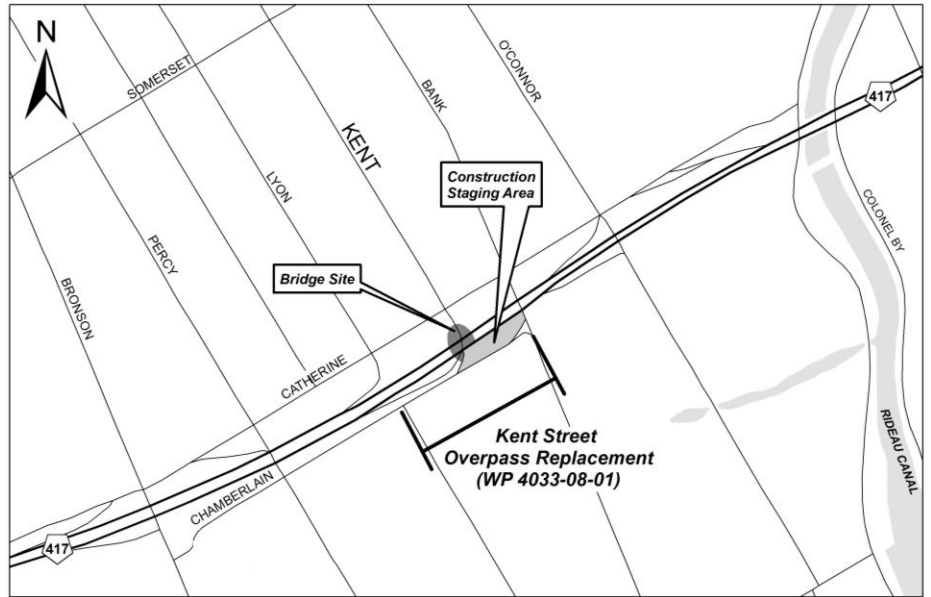 N
SOMERSET
O'CONNOR
BANK
417
KENT
LYON
Construction
Staging Area
PERCY
COLONEL BY
Bridge Site
BRONSON
CATHERINE
RIDEAU CANAL
Kent Street
Overpass Replacement
(WP 4033-08-01)
CHAMBERLAIN
417